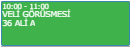 10:00 - 11:00
VELİ GÖRÜSMESİ
36 ALİ A